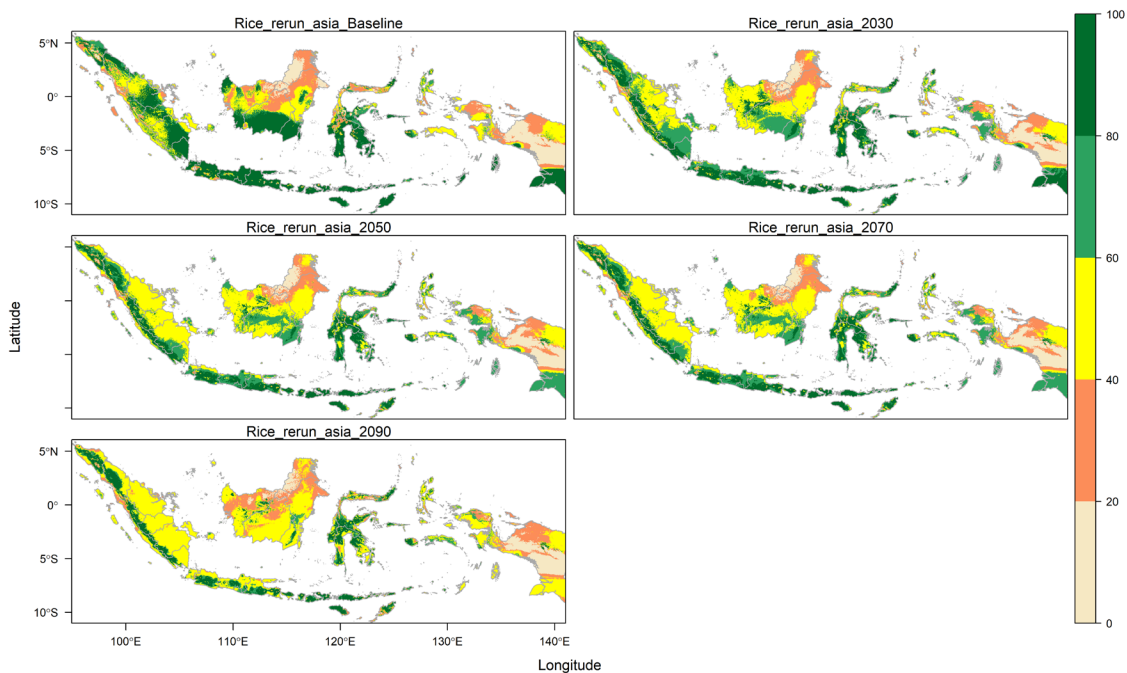 Rice_rerun_asia_Baseline
Rice_rerun_asia_2030
100
5°N
0°
5°S
10°S
80
Rice_rerun_asia_2050
Rice_rerun_asia_2070
60
Latitude
40
Rice_rerun_asia_2090
5°N
0°
20
5°S
10°S
0
100°E
110°E
120°E
130°E
140°E
Longitude